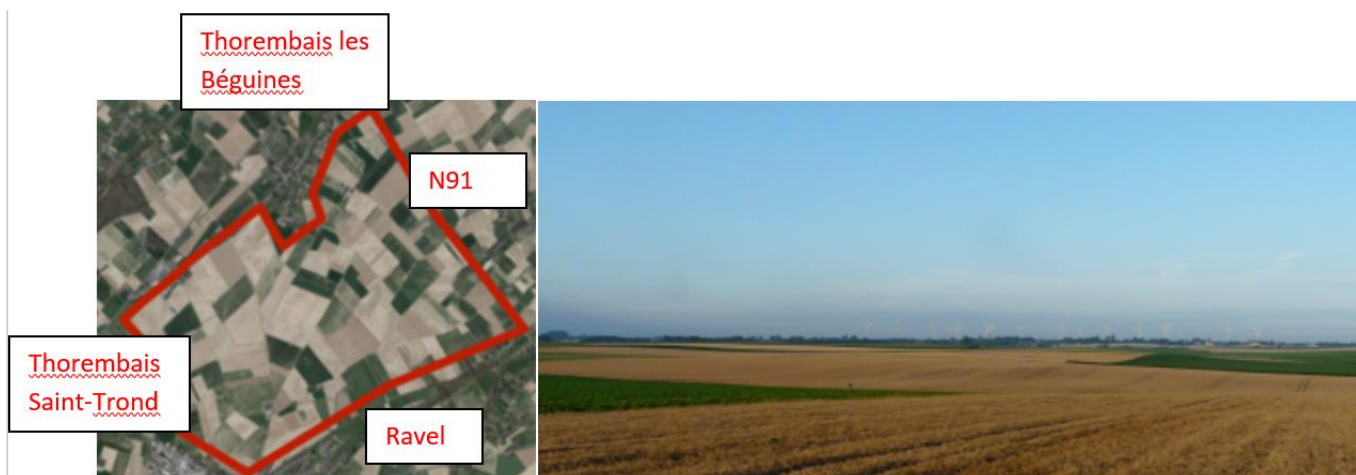 Thorembais les
Béguines
N91
Thorembais
Saint-Trond
Ravel